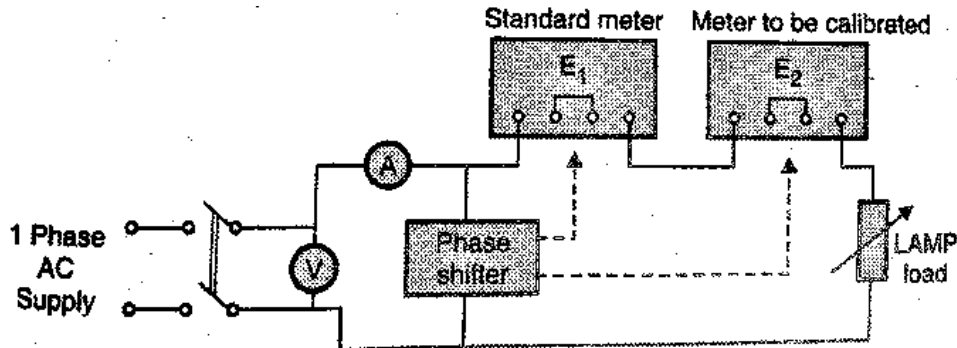 Standard meter
Meter to be calibrated
E1
E2
A
1 Phase
AC
Supply
V
Phase
shifter
LAMP
load